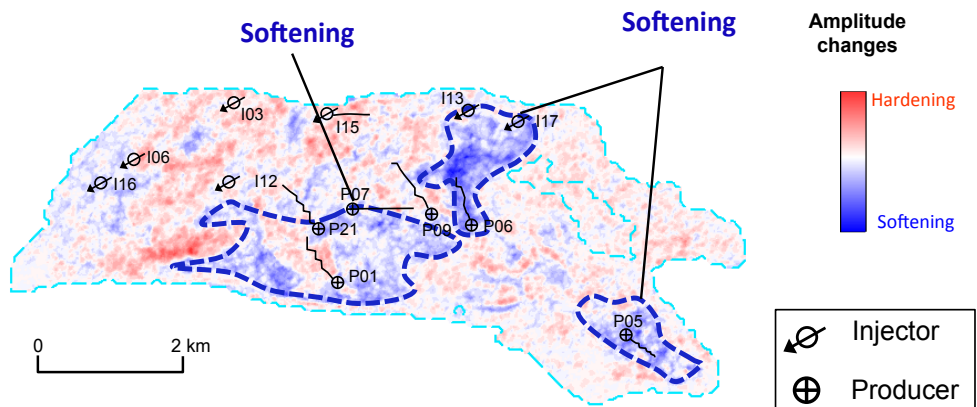 Softening
Softening
Amplitude
changes
Hardening
Softening
I03
I15
I13
I17
I06
I16
I12
P07
P21
P09
P06
P01
P05
0
2 km
Injector
Producer